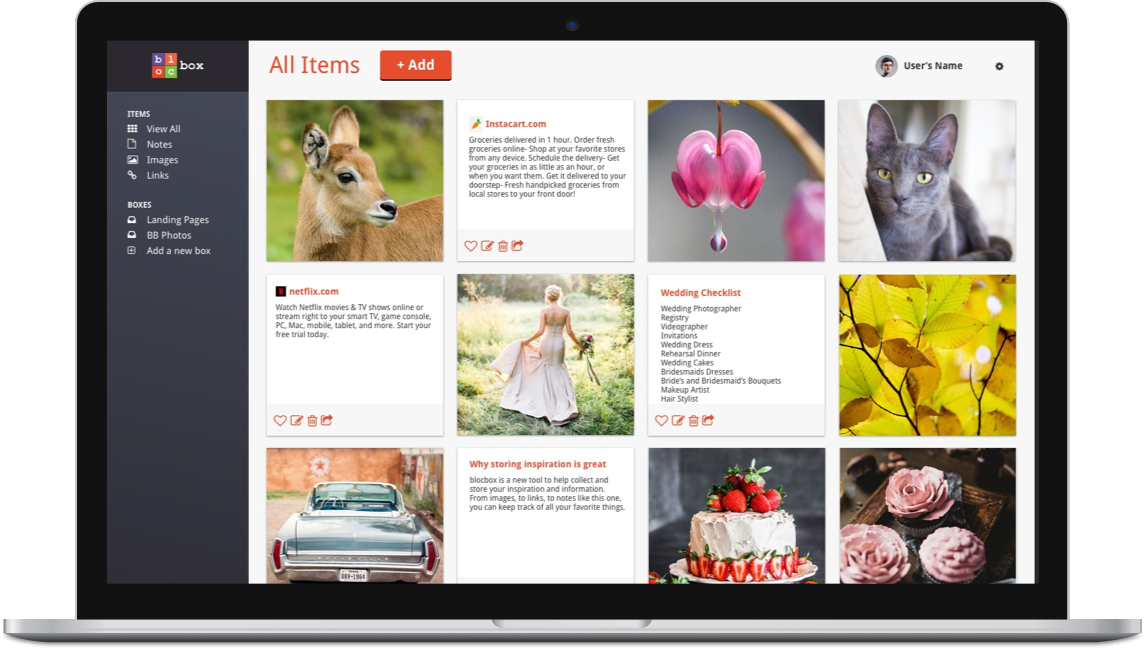 bl
oc box
All Items
+ Add
User's Name
ITEMS
View All
Notes
Images
Links
BOXES
Landing Pages
BB Photos
Add a new box
Instacart.com
Groceries delivered in 1 hour. Order fresh
groceries online- Shop at your favorite stores
from any device. Schedule the delivery- Get
your groceries in as little as an hour, or
when you want them. Get it delivered to your
doorstep- Fresh handpicked groceries from
local stores to your front door!
netflix.com
Watch Netflix movies & TV shows online or
stream right to your smart TV, game console,
PC, Mac, mobile, tablet, and more. Start your
free trial today.
Wedding Checklist
Wedding Photographer
Registry
Videographer
Invitations
Wedding Dress
Rehearsal Dinner
Wedding Cakes
Bridesmaids Dresses
Bride's and Bridesmaid's Bouquets
Makeup Artist
Hair Stylist
Why storing inspiration is great
blocbox is a new tool to help collect and
store your inspiration and information.
From images, to links, to notes like this one,
you can keep track of all your favorite things.